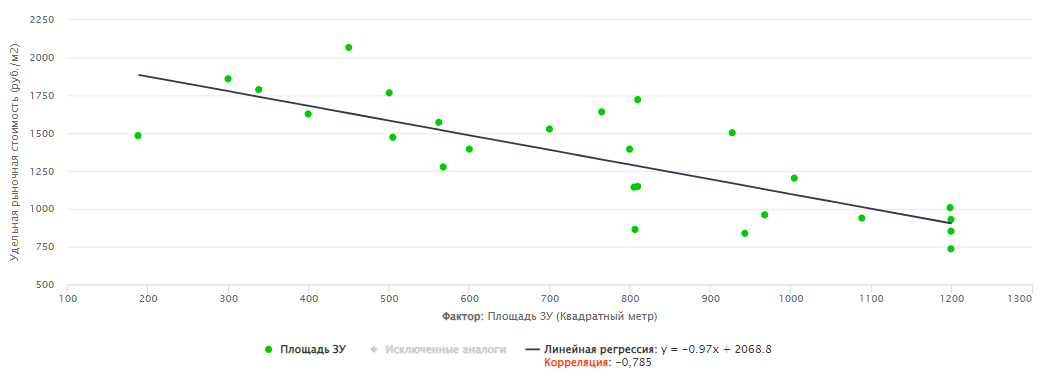 2250
2000
1750
1500
1250
1000
750
500
Удельная рыночная стоимость (руб./м2)
100 200 300 400 500 600 700 800 900 1000 1100 1200 1300
Фактор: Площадь ЗУ (Квадратный метр)
Площадь ЗУ Исключенные аналоги Линейная регрессия: y = -0.97x + 2068.8
Корреляция: -0,785